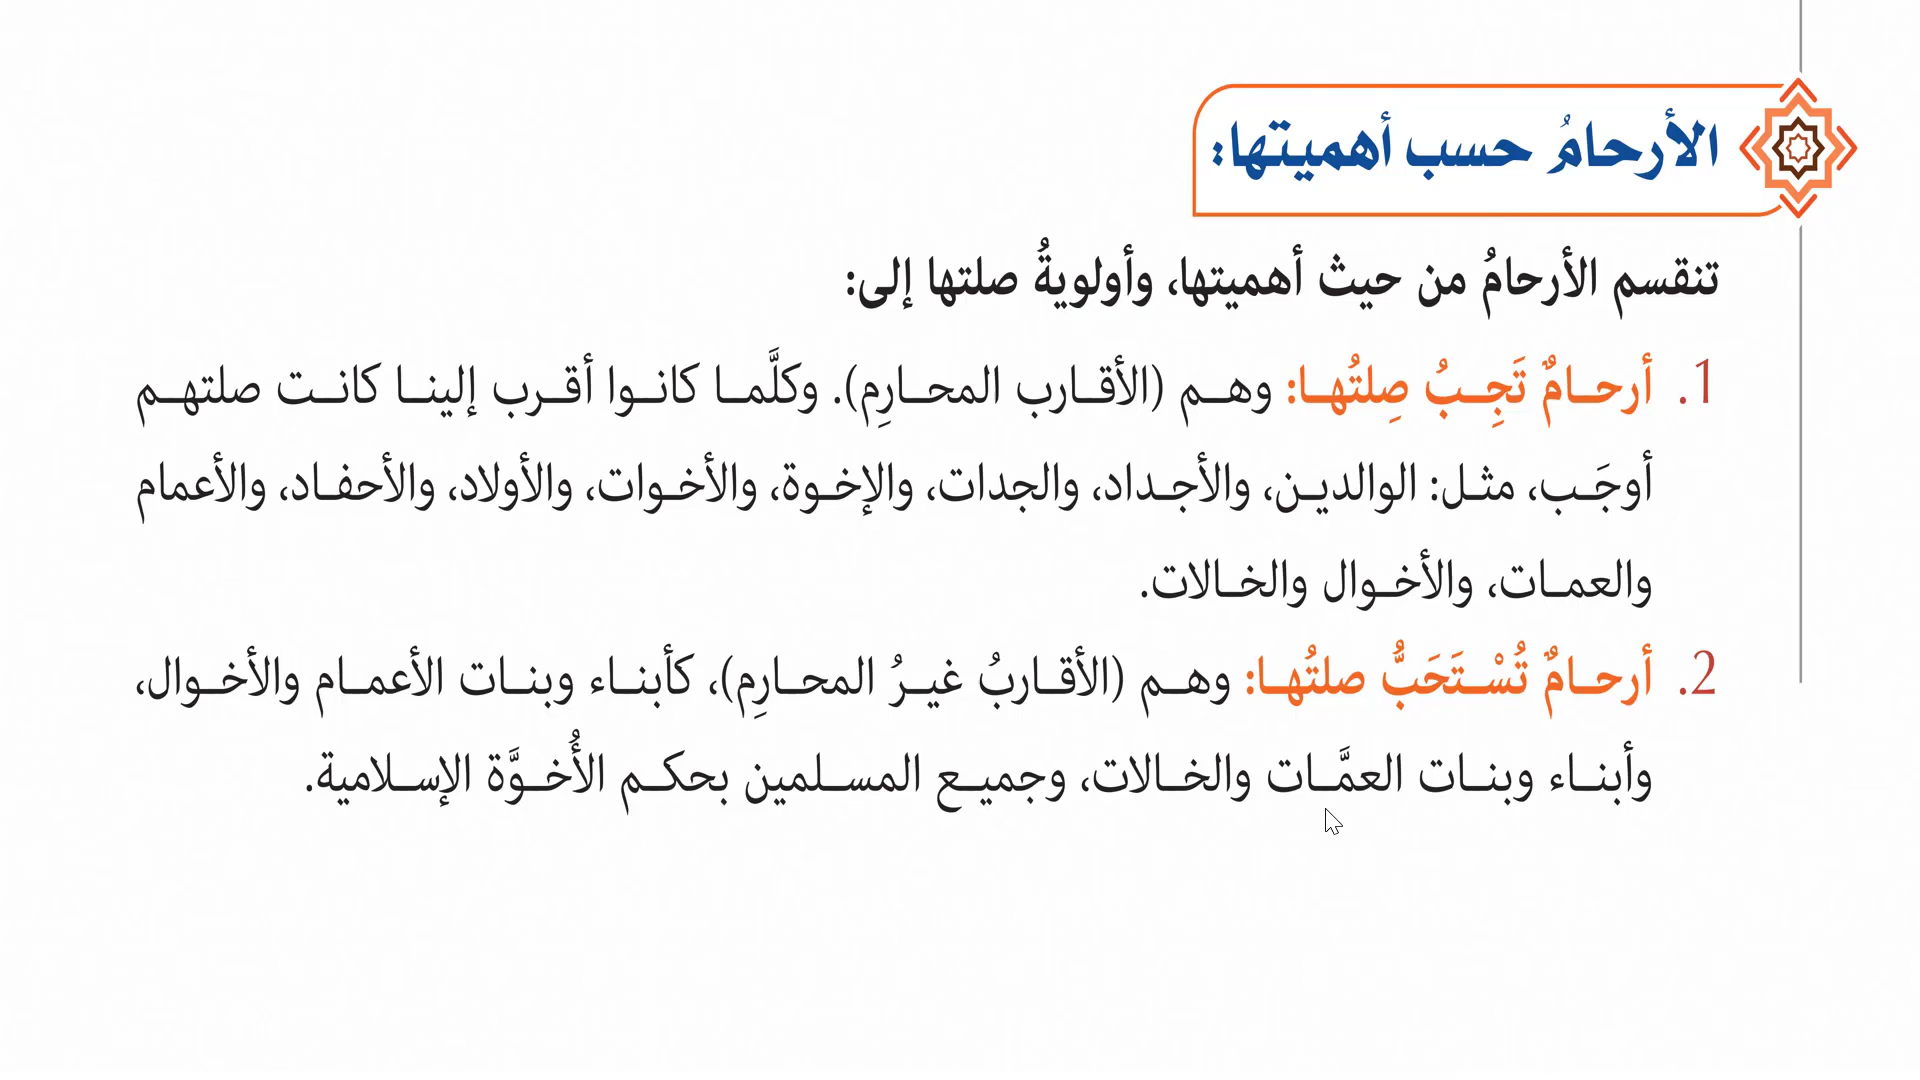 الأرحامُ حسب أهميتها:
تنقسم الأرحامُ من حيث أهميتها، وأولويةُ صلتها إلى:
1. أرحامٌ تَجِبُ صِلتُها: وهم (الأقارب المحارِم). وكلَّما كانوا أقرب إلينا كانت صلتهم
أوجَب، مثل: الوالدين، والأجداد، والجدات، والإخوة، والأخوات، والأولاد، والأحفاد، والأعمام
والعمات، والأخوال والخالات.
2. أرحامٌ تُسْتَحَبُّ صلتُها: وهم (الأقاربُ غيرُ المحارِم)، كأبناء وبنات الأعمام والأخوال،
وأبناء وبنات العمَّات والخالات، وجميع المسلمين بحكم الأُخوَّة الإسلامية.